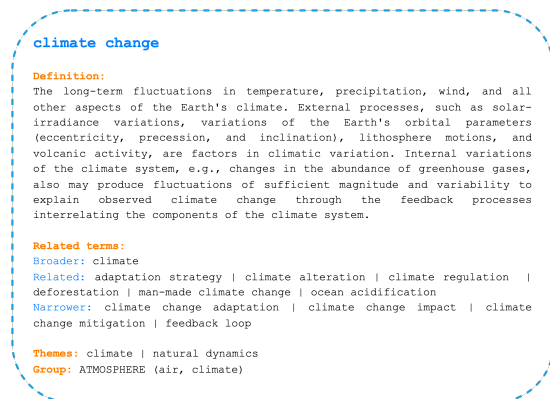 climate change
Definition:
The long-term fluctuations in temperature, precipitation, wind, and all
other aspects of the Earth's climate. External processes, such as solar-
irradiance variations, variations of the Earth's orbital parameters
(eccentricity, precession, and inclination), lithosphere motions, and
volcanic activity, are factors in climatic variation. Internal variations
of the climate system, e.g., changes in the abundance of greenhouse gases,
also may produce fluctuations of sufficient magnitude and variability to
explain observed climate change through the feedback processes
interrelating the components of the climate system.
Related terms:
Broader: climate
Related: adaptation strategy | climate alteration | climate regulation |
deforestation | man-made climate change | ocean acidification
Narrower: climate change adaptation | climate change impact | climate
change mitigation | feedback loop
Themes: climate | natural dynamics
Group: ATMOSPHERE (air, climate)